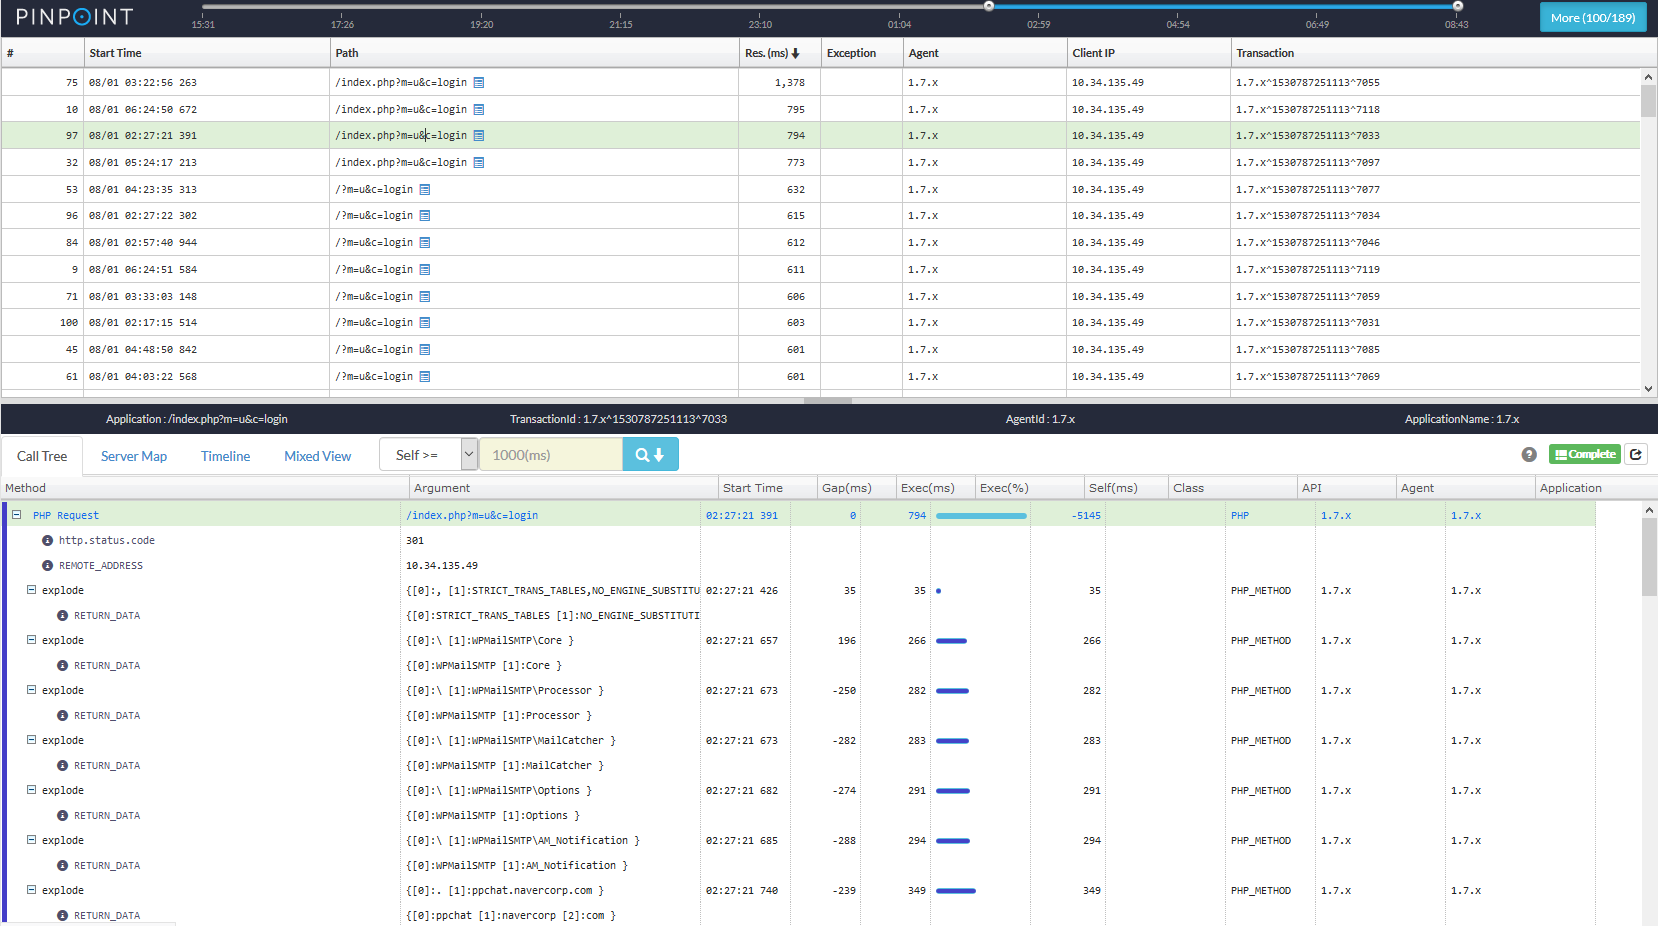 PINPOINT
15:31 17:26 19:20 21:15 23:10 01:04 02:59 04:54 06:49 08:43
More (100/189)
# Start Time Path Res. (ms) Exception Agent Client IP Transaction
75 08/01 03:22:56 263 /index.php?m=u&c=login 1,378 1.7.x 10.34.135.49 1.7.x^1530787251113^7055
10 08/01 06:24:50 672 /index.php?m=u&c=login 795 1.7.x 10.34.135.49 1.7.x^1530787251113^7118
97 08/01 02:27:21 391 /index.php?m=u&c=login 794 1.7.x 10.34.135.49 1.7.x^1530787251113^7033
32 08/01 05:24:17 213 /index.php?m=u&c=login 773 1.7.x 10.34.135.49 1.7.x^1530787251113^7097
53 08/01 04:23:35 313 /?m=u&c=login 632 1.7.x 10.34.135.49 1.7.x^1530787251113^7077
96 08/01 02:27:22 302 /?m=u&c=login 615 1.7.x 10.34.135.49 1.7.x^1530787251113^7034
84 08/01 02:57:40 944 /?m=u&c=login 612 1.7.x 10.34.135.49 1.7.x^1530787251113^7046
9 08/01 06:24:51 584 /?m=u&c=login 611 1.7.x 10.34.135.49 1.7.x^1530787251113^7119
71 08/01 03:33:03 148 /?m=u&c=login 606 1.7.x 10.34.135.49 1.7.x^1530787251113^7059
100 08/01 02:17:15 514 /?m=u&c=login 603 1.7.x 10.34.135.49 1.7.x^1530787251113^7031
45 08/01 04:48:50 842 /?m=u&c=login 601 1.7.x 10.34.135.49 1.7.x^1530787251113^7085
61 08/01 04:03:22 568 /?m=u&c=login 601 1.7.x 10.34.135.49 1.7.x^1530787251113^7069
Application : /index.php?m=u&c=login TransactionId : 1.7.x^1530787251113^7033 AgentId : 1.7.x ApplicationName : 1.7.x
Call Tree Server Map Timeline Mixed View Self >= 1000(ms) Complete
Method Argument Start Time Gap(ms) Exec(ms) Exec(%) Self(ms) Class API Agent Application
PHP Request /index.php?m=u&c=login 02:27:21 391 0 794 -5145 PHP 1.7.x 1.7.x
http.status.code 301
REMOTE_ADDRESS 10.34.135.49
explode {[0]:, [1]:STRICT_TRANS_TABLES,NO_ENGINE_SUBSTITU 02:27:21 426 35 35 35 PHP_METHOD 1.7.x 1.7.x
RETURN_DATA {[0]:STRICT_TRANS_TABLES [1]:NO_ENGINE_SUBSTITUTI
explode {[0]:\ [1]:WPMailSMTP\Core } 02:27:21 657 196 266 266 PHP_METHOD 1.7.x 1.7.x
RETURN_DATA {[0]:WPMailSMTP [1]:Core }
explode {[0]:\ [1]:WPMailSMTP\Processor } 02:27:21 673 -250 282 282 PHP_METHOD 1.7.x 1.7.x
RETURN_DATA {[0]:WPMailSMTP [1]:Processor }
explode {[0]:\ [1]:WPMailSMTP\MailCatcher } 02:27:21 673 -282 283 283 PHP_METHOD 1.7.x 1.7.x
RETURN_DATA {[0]:WPMailSMTP [1]:MailCatcher }
explode {[0]:\ [1]:WPMailSMTP\Options } 02:27:21 682 -274 291 291 PHP_METHOD 1.7.x 1.7.x
RETURN_DATA {[0]:WPMailSMTP [1]:Options }
explode {[0]:\ [1]:WPMailSMTP\AM_Notification } 02:27:21 685 -288 294 294 PHP_METHOD 1.7.x 1.7.x
RETURN_DATA {[0]:WPMailSMTP [1]:AM_Notification }
explode {[0]:. [1]:ppchat.navercorp.com } 02:27:21 740 -239 349 349 PHP_METHOD 1.7.x 1.7.x
RETURN_DATA {[0]:ppchat [1]:navercorp [2]:com }